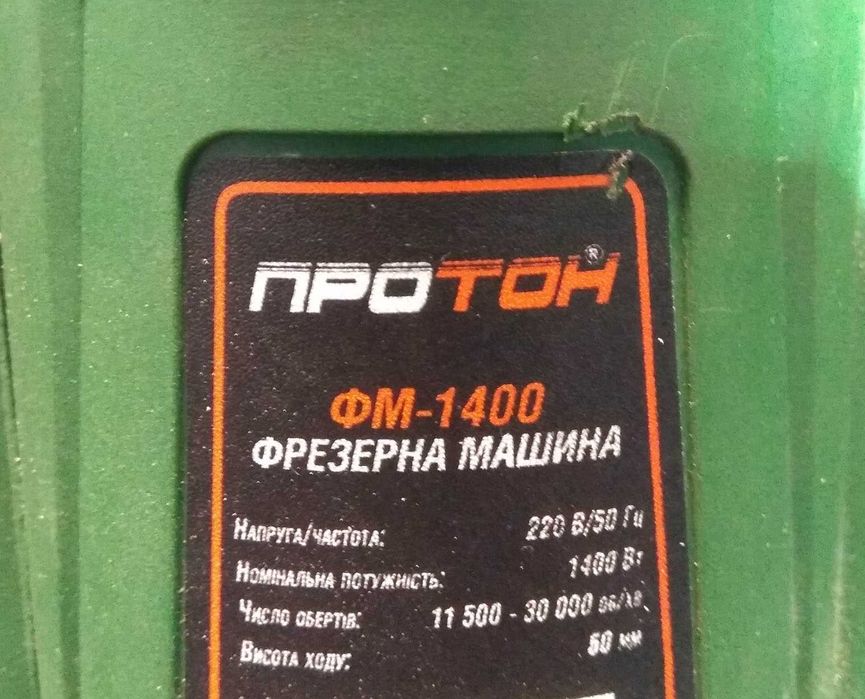 ПРОТОН®
ФМ-1400
ФРЕЗЕРНА МАШИНА
Напруга/частота: 220 В/50 Гц
Номінальна потужність: 1400 Вт
Число обертів: 11 500 - 30 000 об/хв
Висота ходу: 50 мм